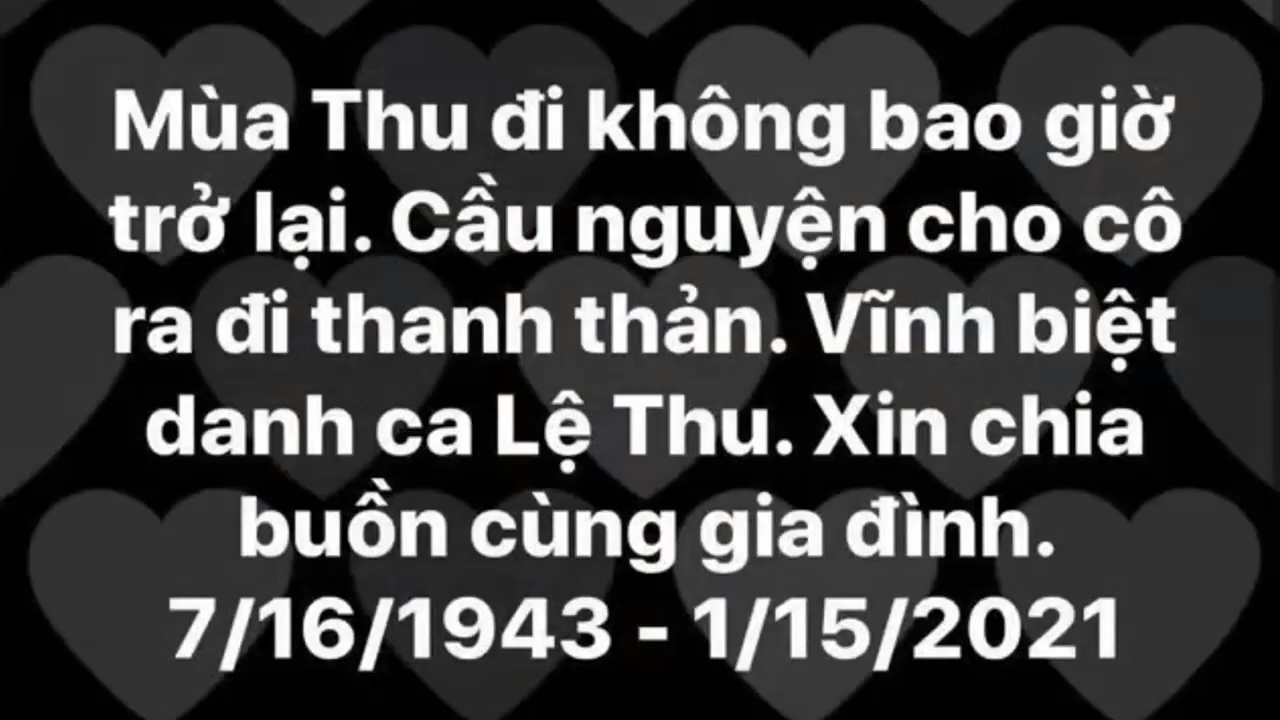 Mùa Thu đi không bao giờ
trở lại. Cầu nguyện cho cô
ra đi thanh thản. Vĩnh biệt
danh ca Lệ Thu. Xin chia
buồn cùng gia đình.
7/16/1943 - 1/15/2021